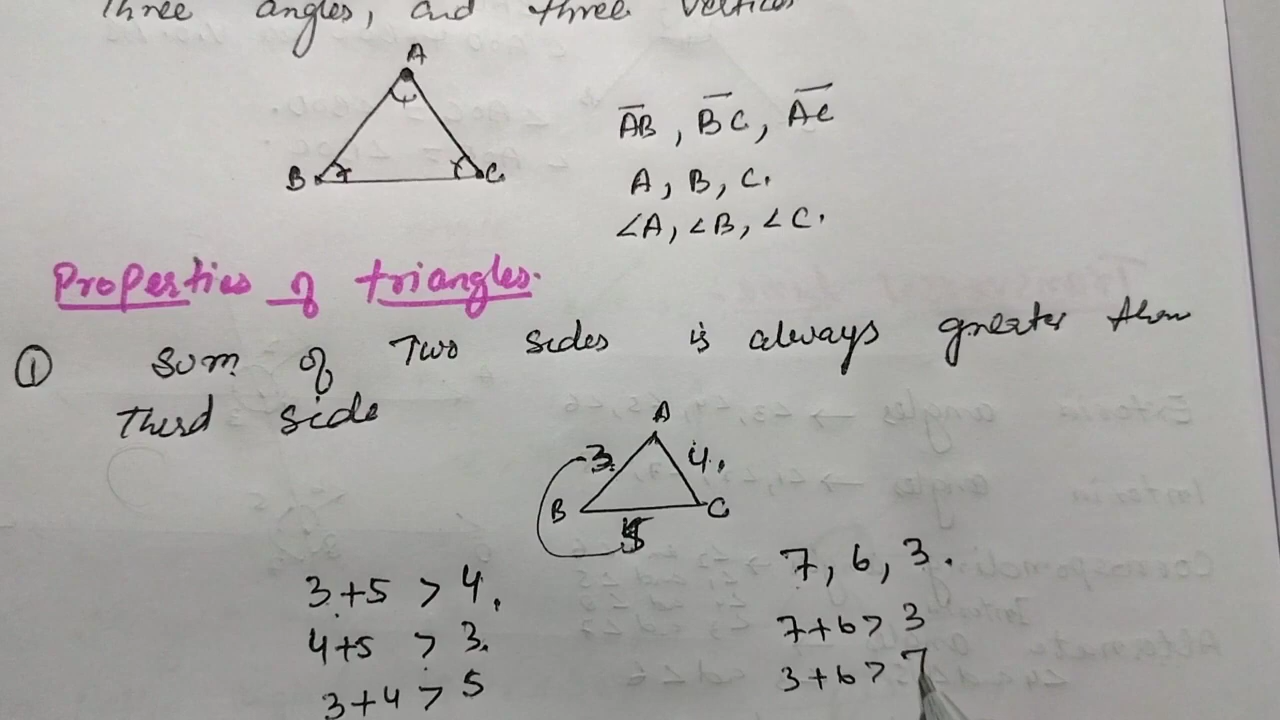 Three angles, and three vertices
A
B C
AB, BC, AC
A, B, C.
∠A, ∠B, ∠C.
Properties of triangles.
① Sum of Two sides is always greater than
Third side
A
3 4.
B C
5
7, 6, 3.
3+5 > 4.
4+5 > 3.
3+4 > 5
7+6 > 3
3+6 > 7